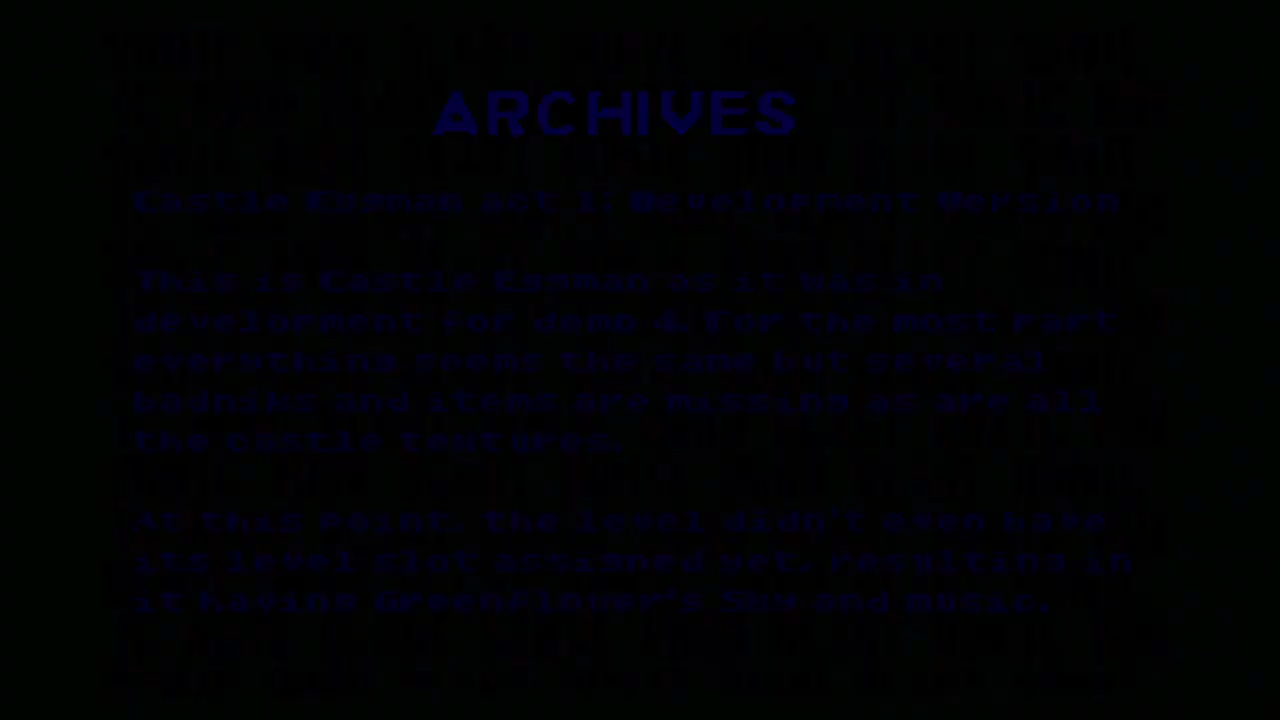 ARCHIVES
Castle Eggman act 1: Development Version
This is Castle Eggman as it was in
development for demo 4. For the most part
everything seems the same but several
badniks and items are missing as are all
the castle textures.
At this point, the level didn't even have
its level slot assigned yet, resulting in
it having GreenFlower's Sky and music.